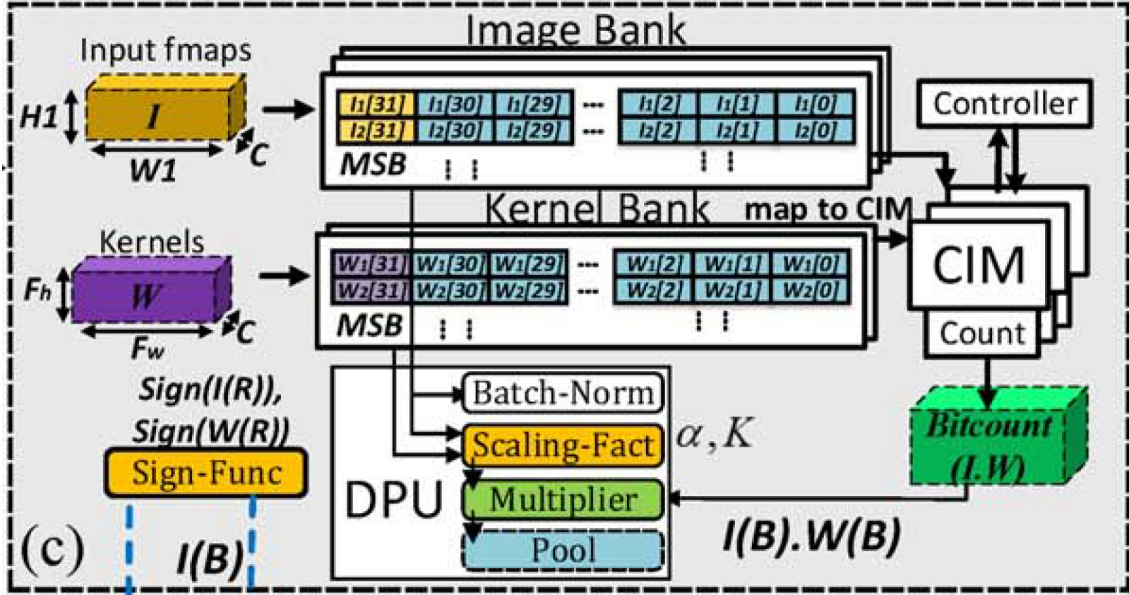 Image Bank
Input fmaps
I
H1
W1
C
I1[31] I1[30] I1[29] --- I1[2] I1[1] I1[0]
I2[31] I2[30] I2[29] I2[2] I2[1] I2[0]
MSB
Controller
Kernel Bank
map to CIM
Kernels
W
Fh
Fw
C
W1[31] W1[30] W1[29] --- W1[2] W1[1] W1[0]
W2[31] W2[30] W2[29] --- W2[2] W2[1] W2[0]
MSB
CIM
Count
Sign(I(R)),
Sign(W(R))
Sign-Func
I(B)
(c)
DPU
Batch-Norm
Scaling-Fact
α, K
Multiplier
Pool
Bitcount
(I.W)
I(B).W(B)